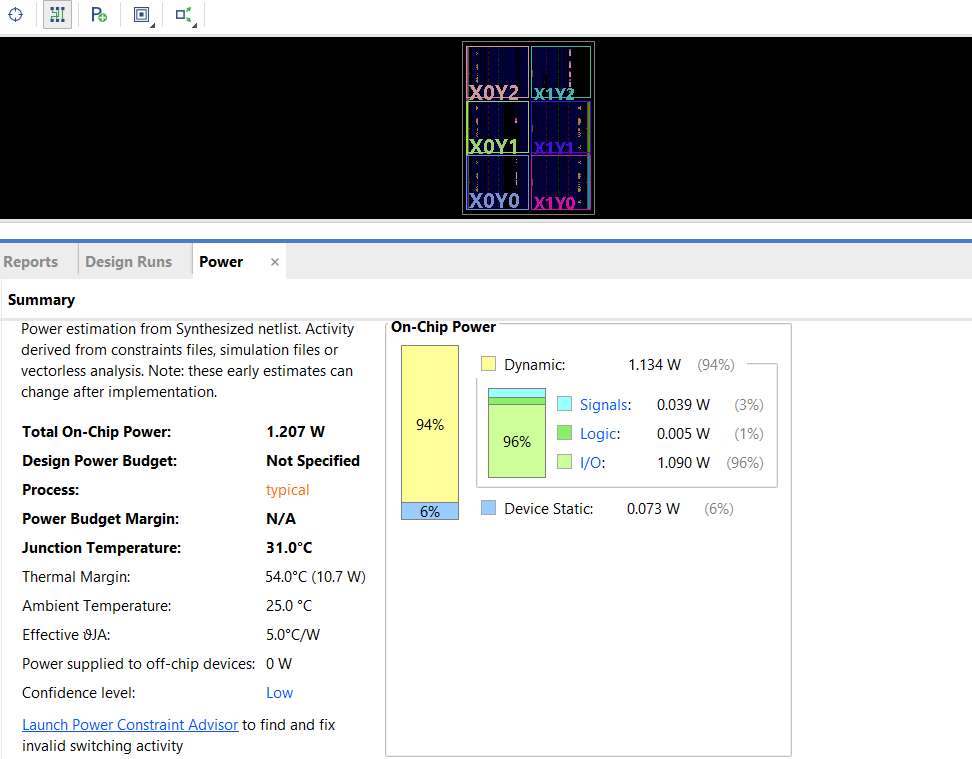 X0Y2 X1Y2
X0Y1 X1Y1
X0Y0 X1Y0
Reports Design Runs Power ×
Summary
Power estimation from Synthesized netlist. Activity
derived from constraints files, simulation files or
vectorless analysis. Note: these early estimates can
change after implementation.
Total On-Chip Power: 1.207 W
Design Power Budget: Not Specified
Process: typical
Power Budget Margin: N/A
Junction Temperature: 31.0°C
Thermal Margin: 54.0°C (10.7 W)
Ambient Temperature: 25.0 °C
Effective ϑJA: 5.0°C/W
Power supplied to off-chip devices: 0 W
Confidence level: Low
Launch Power Constraint Advisor to find and fix
invalid switching activity
On-Chip Power
94%
6%
Dynamic: 1.134 W (94%)
96%
Signals: 0.039 W (3%)
Logic: 0.005 W (1%)
I/O: 1.090 W (96%)
Device Static: 0.073 W (6%)